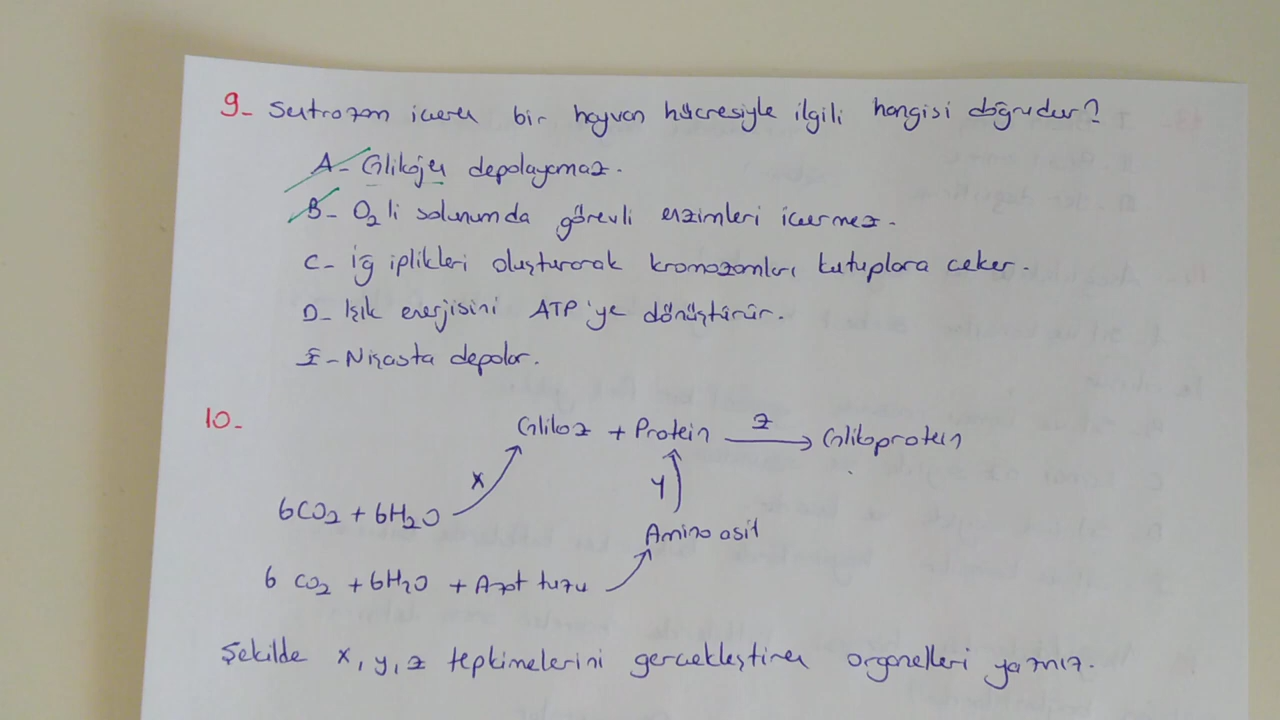 9- Sentrozom içeren bir hayvan hücresiyle ilgili hangisi doğrudur?
A- Glikojen depolayamaz.
B- O2 li solunumda görevli enzimleri içermez.
C- İğ iplikleri oluşturarak kromozomları kutuplara çeker.
D- Işık enerjisini ATP'ye dönüştürür.
E- Nişasta depolar.
10-
Glikoz + Protein z Glikoprotein
x
y
6CO2 + 6H2O
Amino asit
6 CO2 + 6H2O + Azot tuzu
Şekilde x, y, z tepkimelerini gerçekleştiren organelleri yazınız.